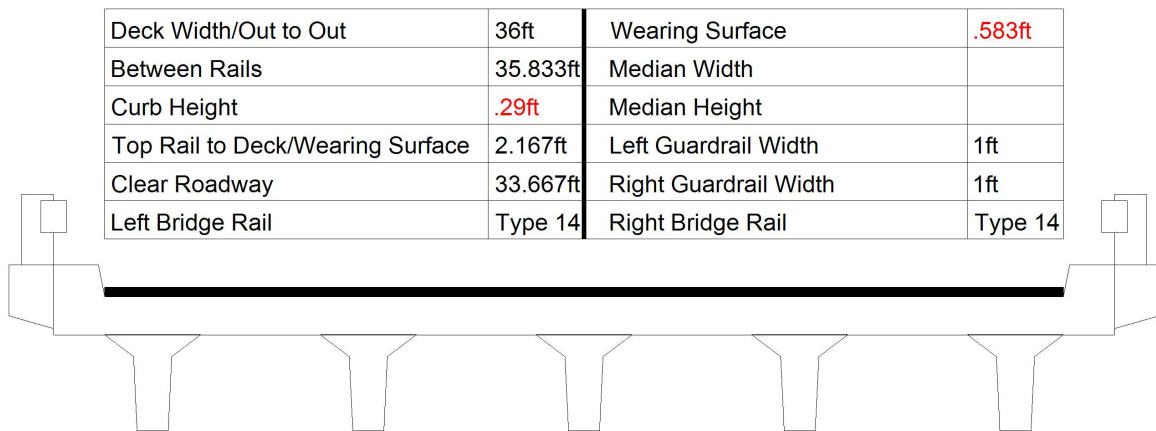 Deck Width/Out to Out 36ft Wearing Surface .583ft
Between Rails 35.833ft Median Width
Curb Height .29ft Median Height
Top Rail to Deck/Wearing Surface 2.167ft Left Guardrail Width 1ft
Clear Roadway 33.667ft Right Guardrail Width 1ft
Left Bridge Rail Type 14 Right Bridge Rail Type 14